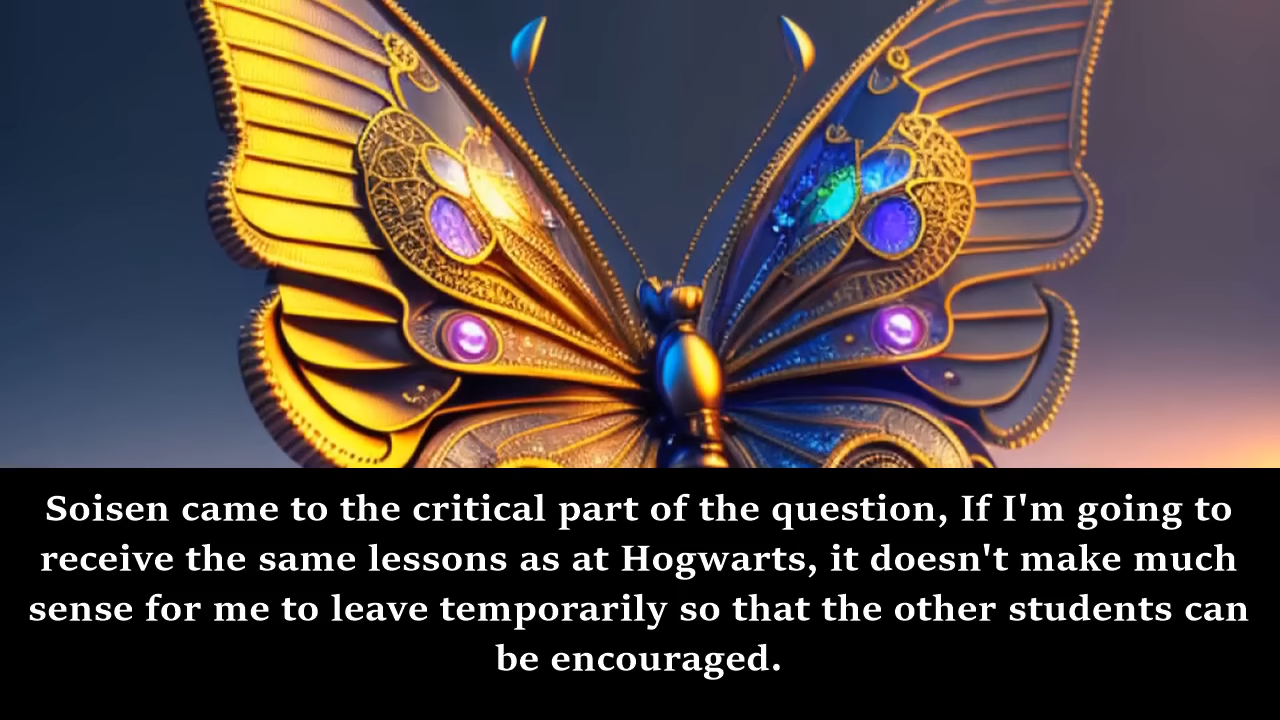 Soisen came to the critical part of the question, If I'm going to
receive the same lessons as at Hogwarts, it doesn't make much
sense for me to leave temporarily so that the other students can
be encouraged.